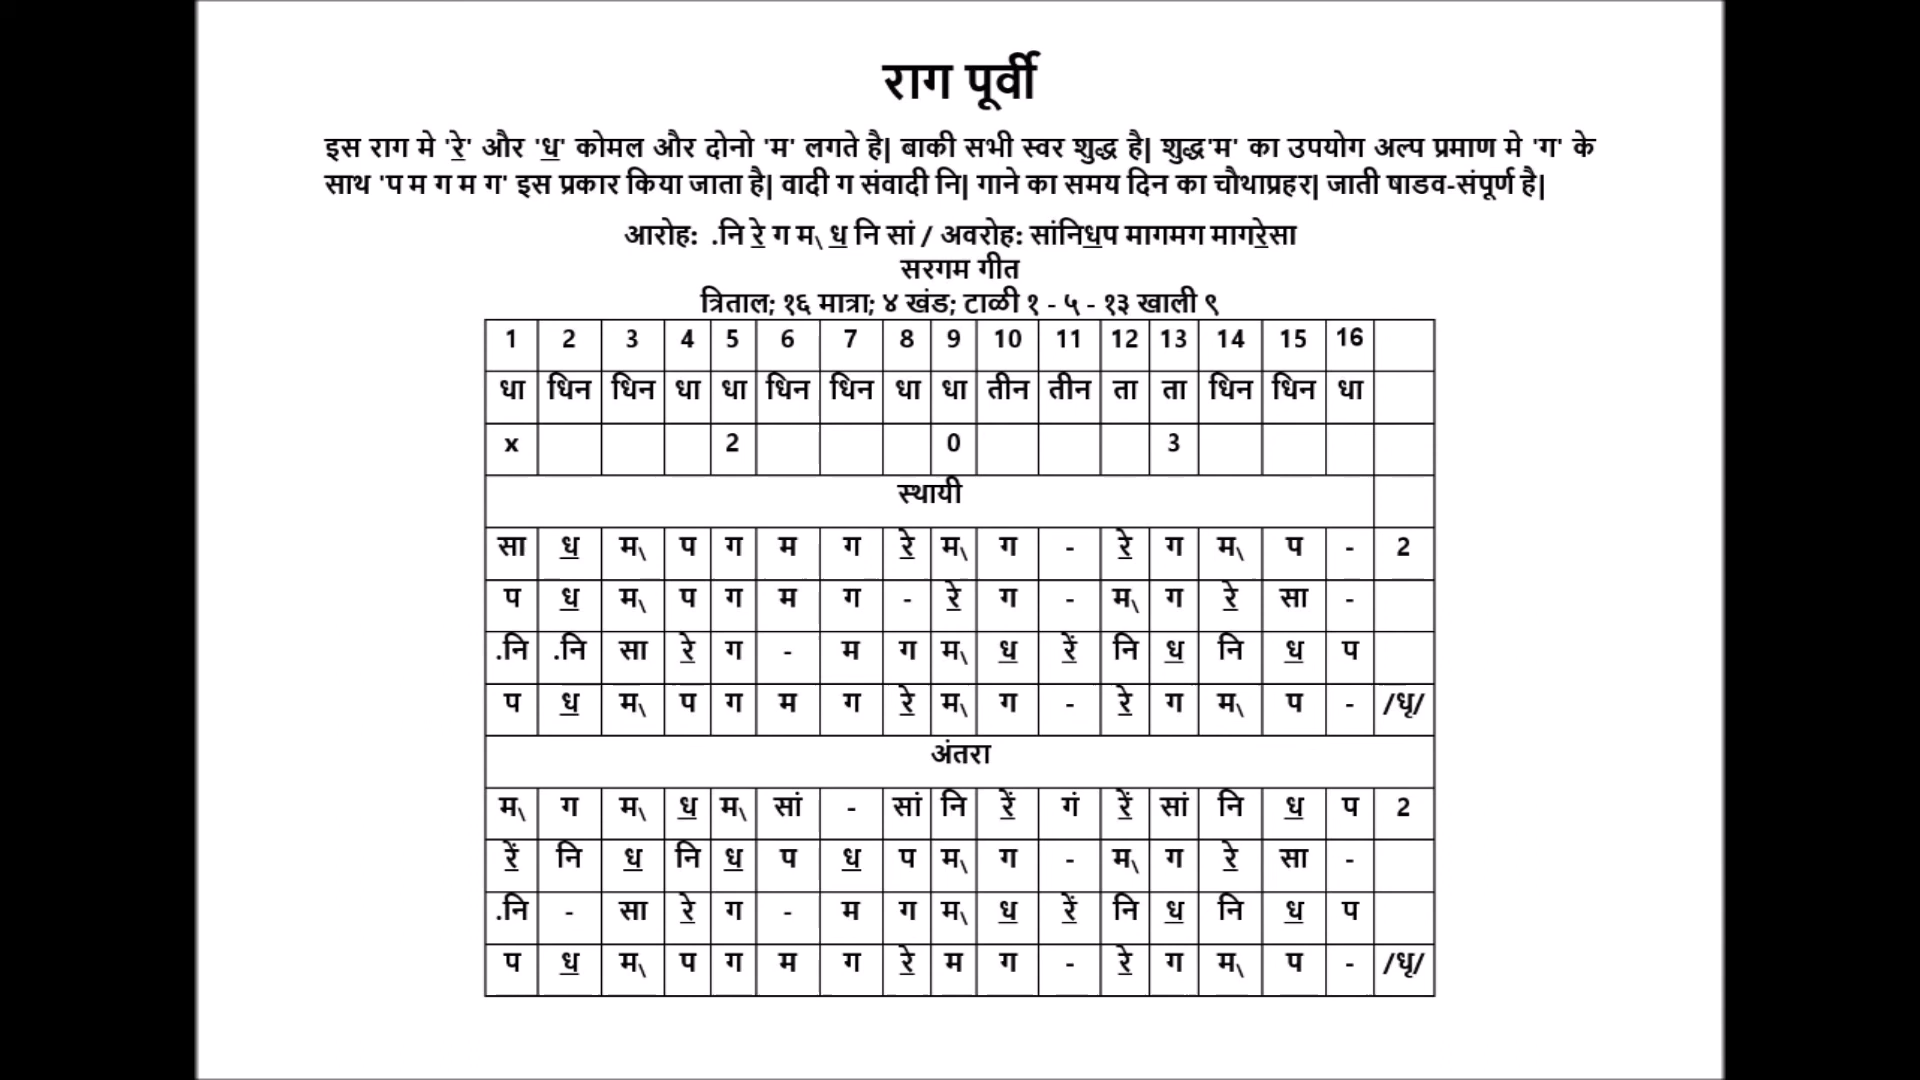 राग पूर्वी
इस राग मे 'रे॒' और 'ध॒' कोमल और दोनो 'म' लगते है| बाकी सभी स्वर शुद्ध है| शुद्ध'म' का उपयोग अल्प प्रमाण मे 'ग' के
साथ 'प म ग म ग' इस प्रकार किया जाता है| वादी ग संवादी नि| गाने का समय दिन का चौथाप्रहर| जाती षाडव-संपूर्ण है|
आरोह: .नि रे॒ ग म\ ध॒ नि सां / अवरोह: सांनिध॒प मागमग मागरे॒सा
सरगम गीत
त्रिताल; १६ मात्रा; ४ खंड; टाळी १ - ५ - १३ खाली ९
1 2 3 4 5 6 7 8 9 10 11 12 13 14 15 16
धा धिन धिन धा धा धिन धिन धा धा तीन तीन ता ता धिन धिन धा
x 2 0 3
स्थायी
सा ध॒ म\ प ग म ग रे॒ म\ ग - रे॒ ग म\ प - 2
प ध॒ म\ प ग म ग - रे॒ ग - म\ ग रे॒ सा -
.नि .नि सा रे॒ ग - म ग म\ ध॒ रें॒ नि ध॒ नि ध॒ प
प ध॒ म\ प ग म ग रे॒ म\ ग - रे॒ ग म\ प - /धृ/
अंतरा
म\ ग म\ ध॒ म\ सां - सां नि रें॒ गं रें॒ सां नि ध॒ प 2
रें॒ नि ध॒ नि ध॒ प ध॒ प म\ ग - म\ ग रे॒ सा -
.नि - सा रे॒ ग - म ग म\ ध॒ रें॒ नि ध॒ नि ध॒ प
प ध॒ म\ प ग म ग रे॒ म ग - रे॒ ग म\ प - /धृ/